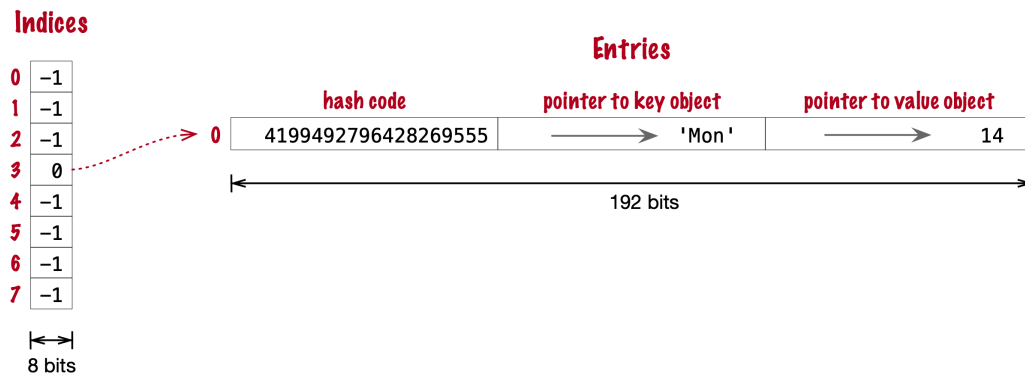 Indices
Entries
hash code pointer to key object pointer to value object
0 -1
1 -1
2 -1 0 4199492796428269555 'Mon' 14
3 0
4 -1
192 bits
5 -1
6 -1
7 -1
8 bits